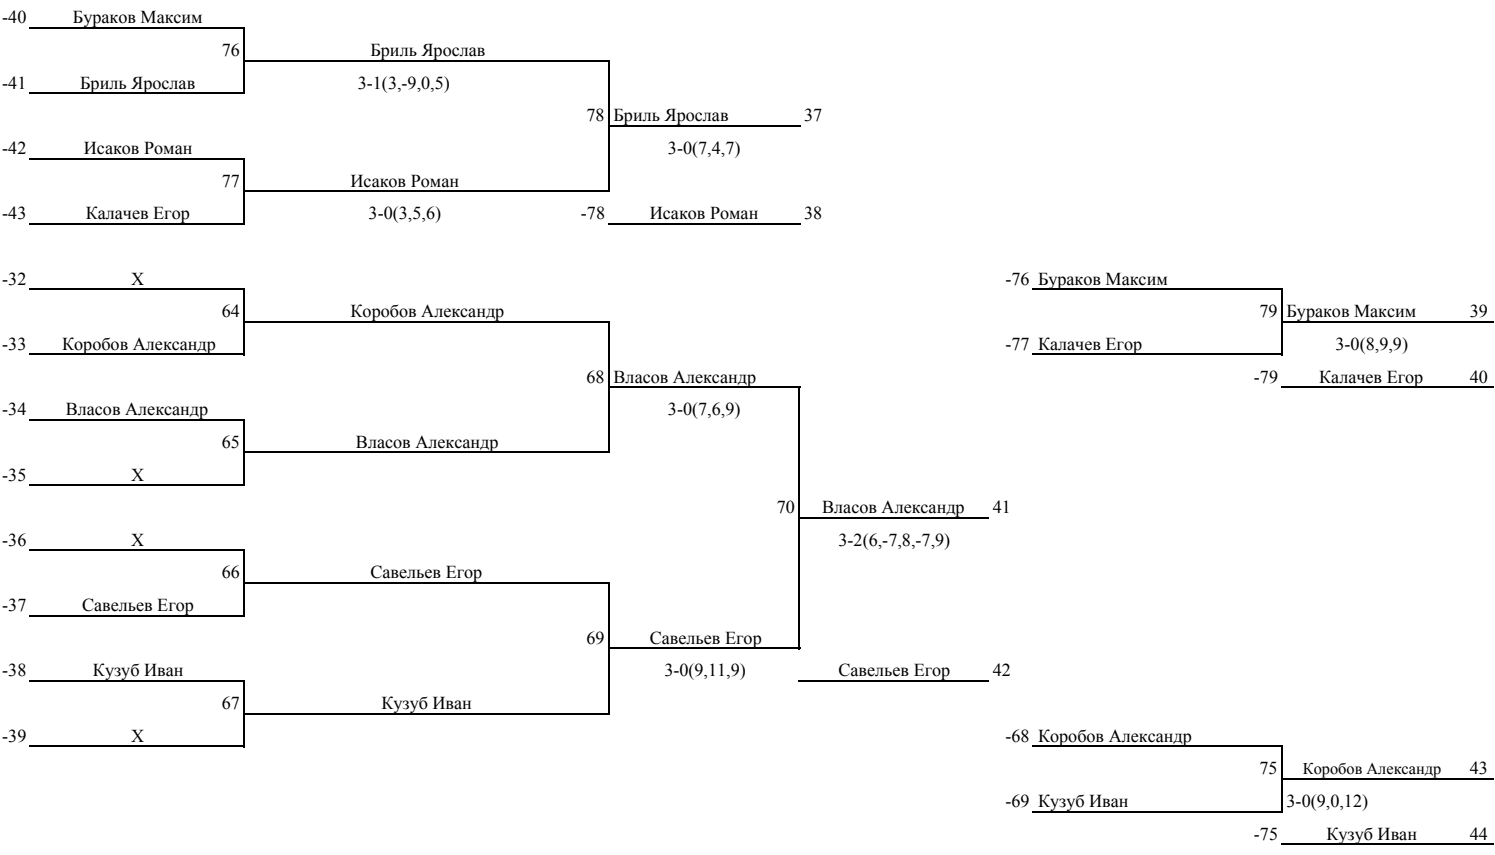 -40 Бураков Максим
76 Бриль Ярослав
-41 Бриль Ярослав 3-1(3,-9,0,5)
78 Бриль Ярослав 37
-42 Исаков Роман 3-0(7,4,7)
77 Исаков Роман
-43 Калачев Егор 3-0(3,5,6) -78 Исаков Роман 38
-32 Х -76 Бураков Максим
64 Коробов Александр 79 Бураков Максим 39
-33 Коробов Александр -77 Калачев Егор 3-0(8,9,9)
68 Власов Александр -79 Калачев Егор 40
-34 Власов Александр 3-0(7,6,9)
65 Власов Александр
-35 Х
70 Власов Александр 41
-36 Х 3-2(6,-7,8,-7,9)
66 Савельев Егор
-37 Савельев Егор
69 Савельев Егор
-38 Кузуб Иван 3-0(9,11,9) Савельев Егор 42
67 Кузуб Иван
-39 Х -68 Коробов Александр
75 Коробов Александр 43
-69 Кузуб Иван 3-0(9,0,12)
-75 Кузуб Иван 44